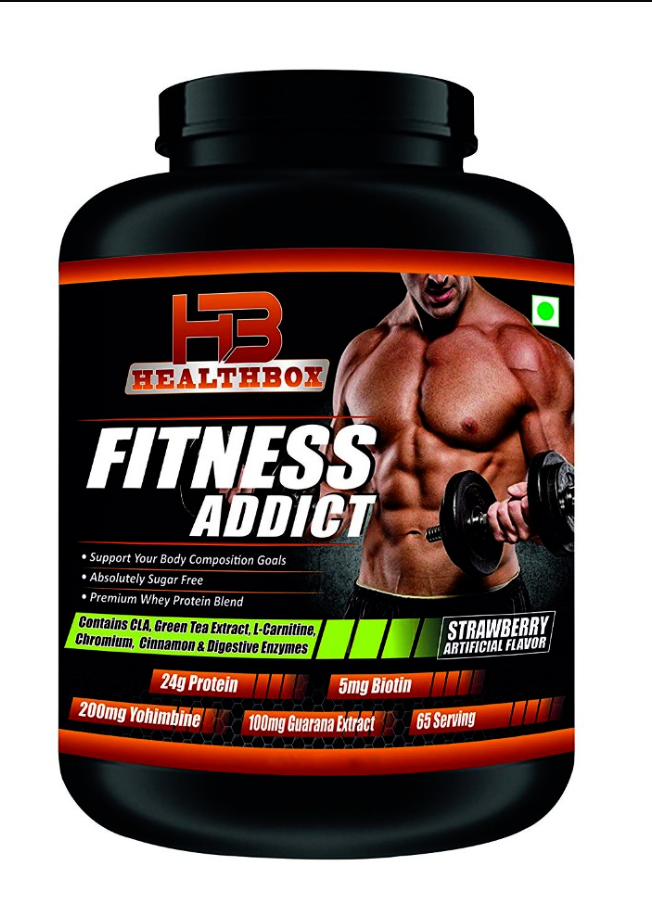 HB
HEALTHBOX
FITNESS
ADDICT
• Support Your Body Composition Goals
• Absolutely Sugar Free
• Premium Whey Protein Blend
Contains CLA, Green Tea Extract, L-Carnitine,
Chromium, Cinnamon & Digestive Enzymes
STRAWBERRY
ARTIFICIAL FLAVOR
24g Protein
5mg Biotin
200mg Yohimbine
100mg Guarana Extract
65 Serving